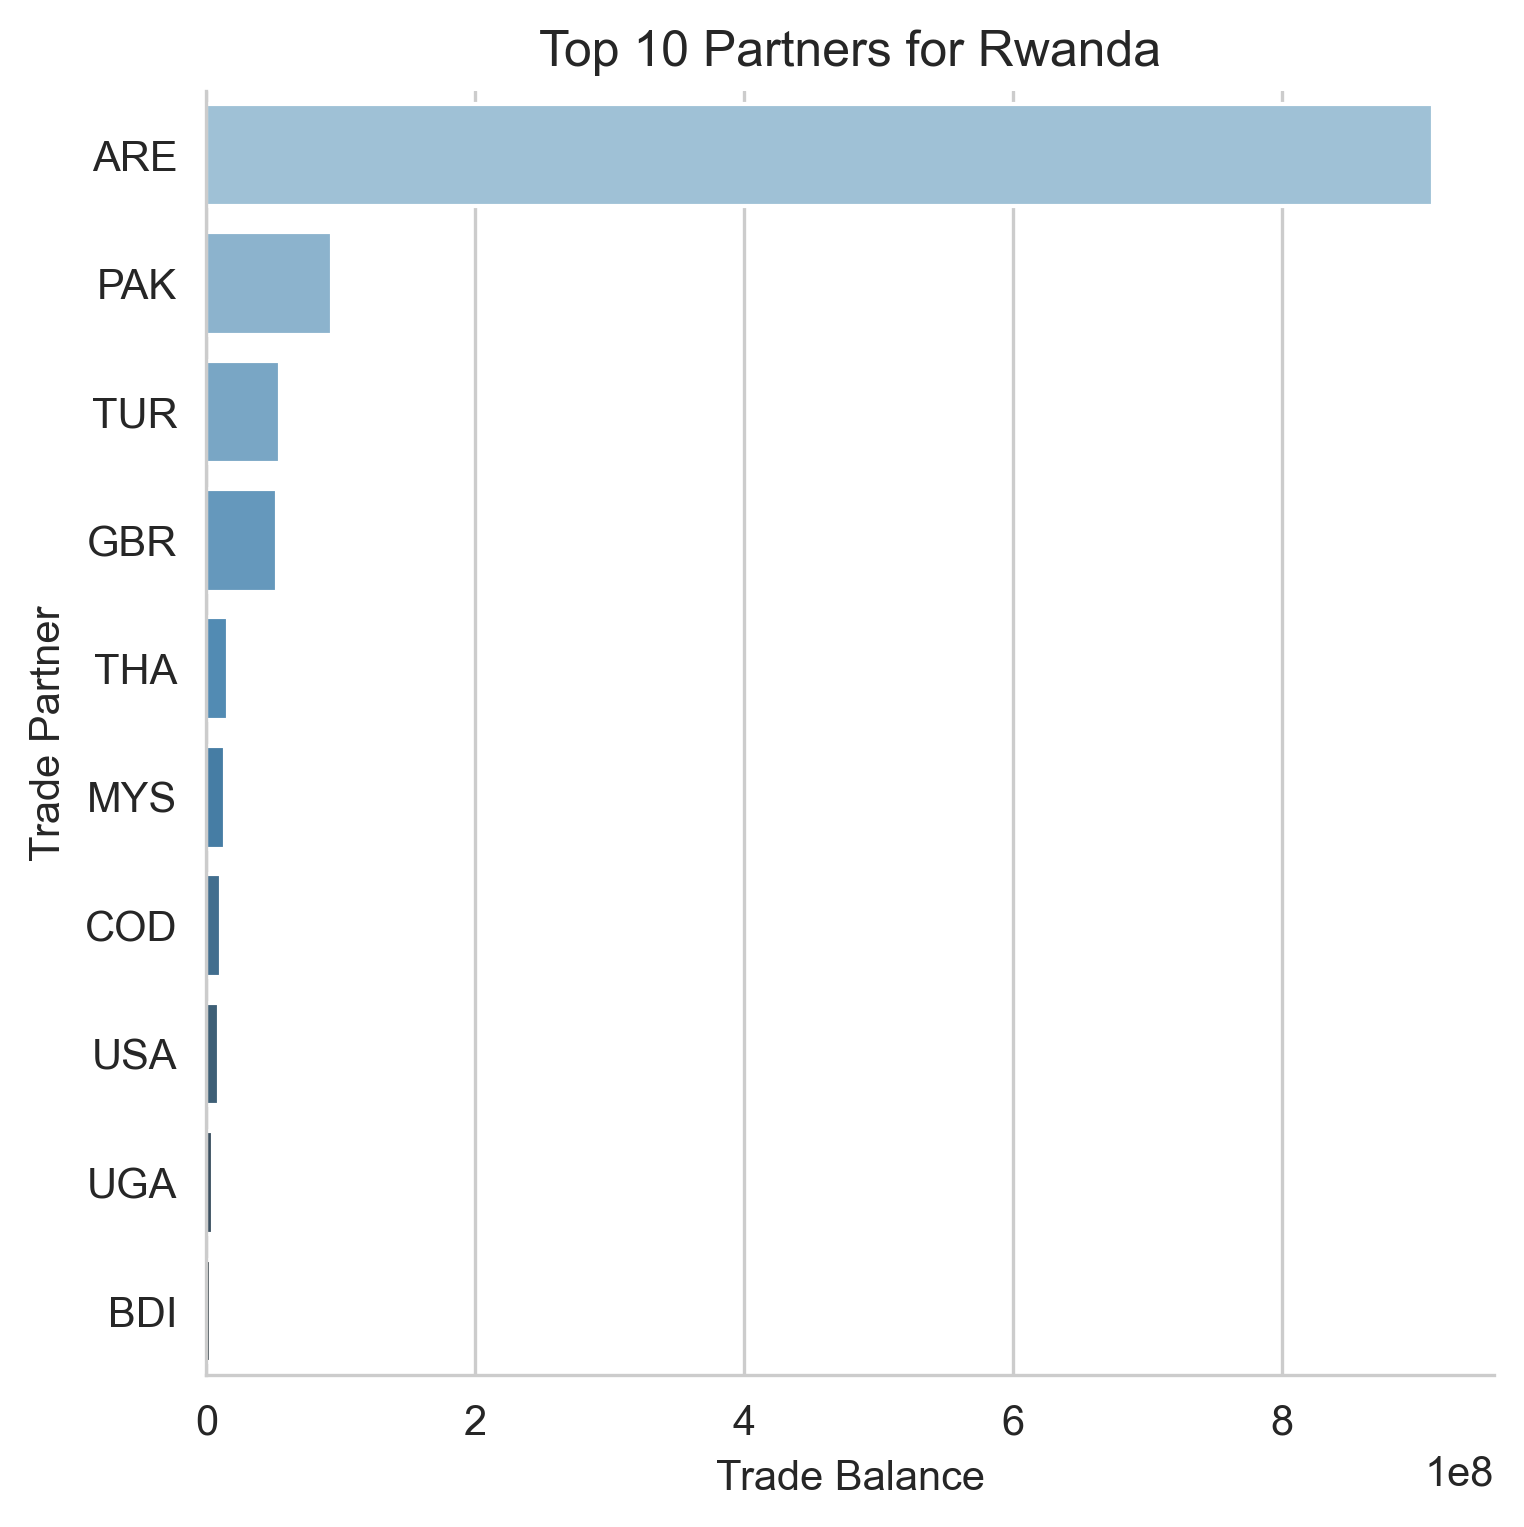 Top 10 Partners for Rwanda
ARE
PAK
TUR
GBR
THA
MYS
COD
USA
UGA
BDI
Trade Partner
0 2 4 6 8
1e8
Trade Balance